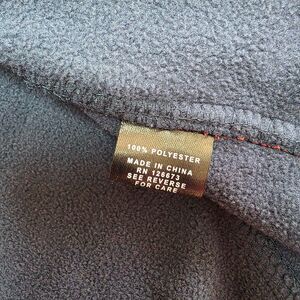 100% POLYESTER
MADE IN CHINA
RN 126673
SEE REVERSE
FOR CARE